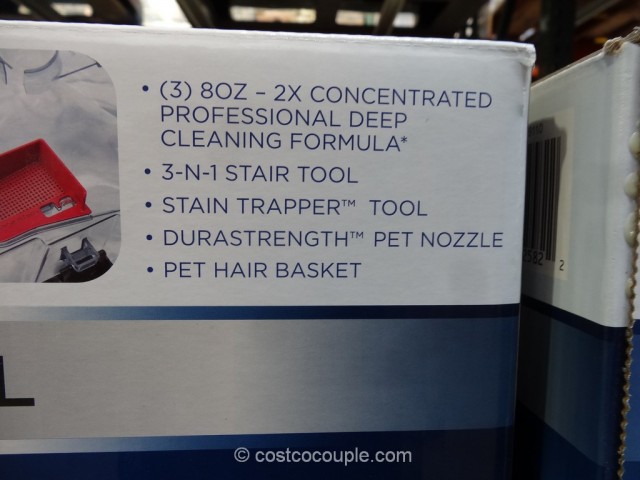 • (3) 8OZ – 2X CONCENTRATED
PROFESSIONAL DEEP
CLEANING FORMULA*
• 3-N-1 STAIR TOOL
• STAIN TRAPPER™ TOOL
• DURASTRENGTH™ PET NOZZLE
• PET HAIR BASKET
L
2
© costcocouple.com